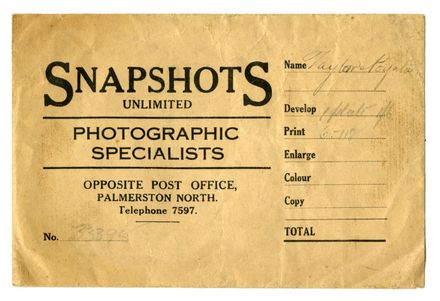 SNAPSHOTS
UNLIMITED
PHOTOGRAPHIC
SPECIALISTS
OPPOSITE POST OFFICE,
PALMERSTON NORTH.
Telephone 7597.
No.
Name Taylor
Develop
Print
Enlarge
Colour
Copy
TOTAL